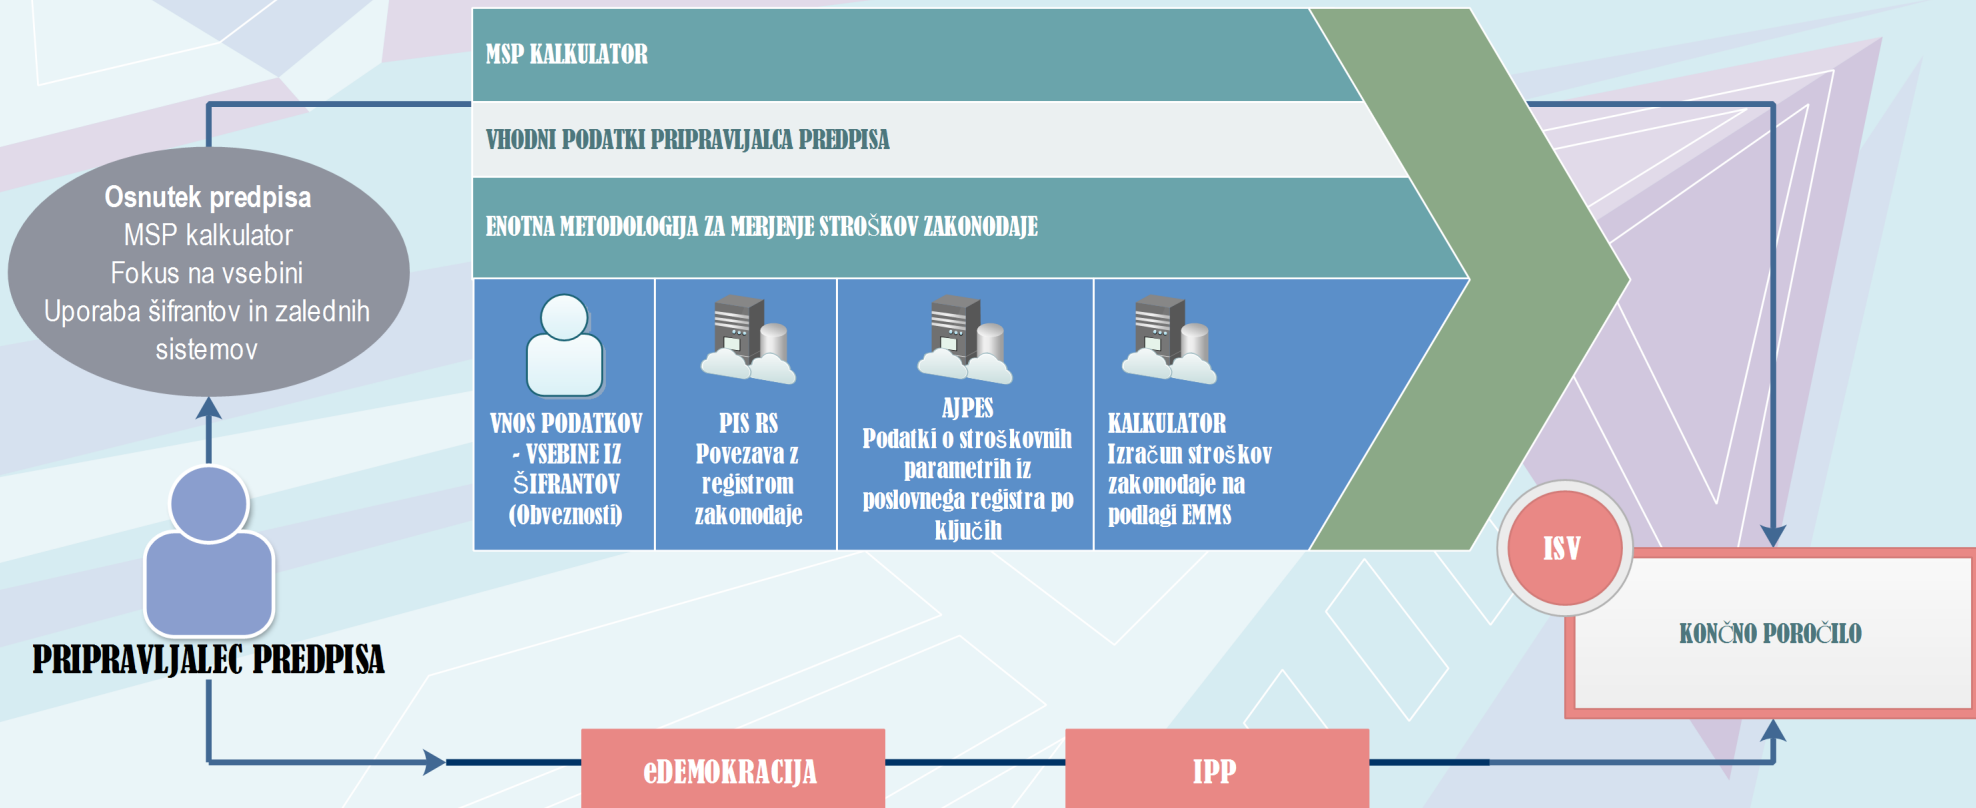 MSP KALKULATOR
VHODNI PODATKI PRIPRAVLJALCA PREDPISA
ENOTNA METODOLOGIJA ZA MERJENJE STROŠKOV ZAKONODAJE
Osnutek predpisa
MSP kalkulator
Fokus na vsebini
Uporaba šifrantov in zalednih
sistemov
VNOS PODATKOV
- VSEBINE IZ
ŠIFRANTOV
(Obveznosti)
PIS RS
Povezava z
registrom
zakonodaje
AJPES
Podatki o stroškovnih
parametrih iz
poslovnega registra po
ključih
KALKULATOR
Izračun stroškov
zakonodaje na
podlagi EMMS
ISV
KONČNO POROČILO
PRIPRAVLJALEC PREDPISA
eDEMOKRACIJA
IPP